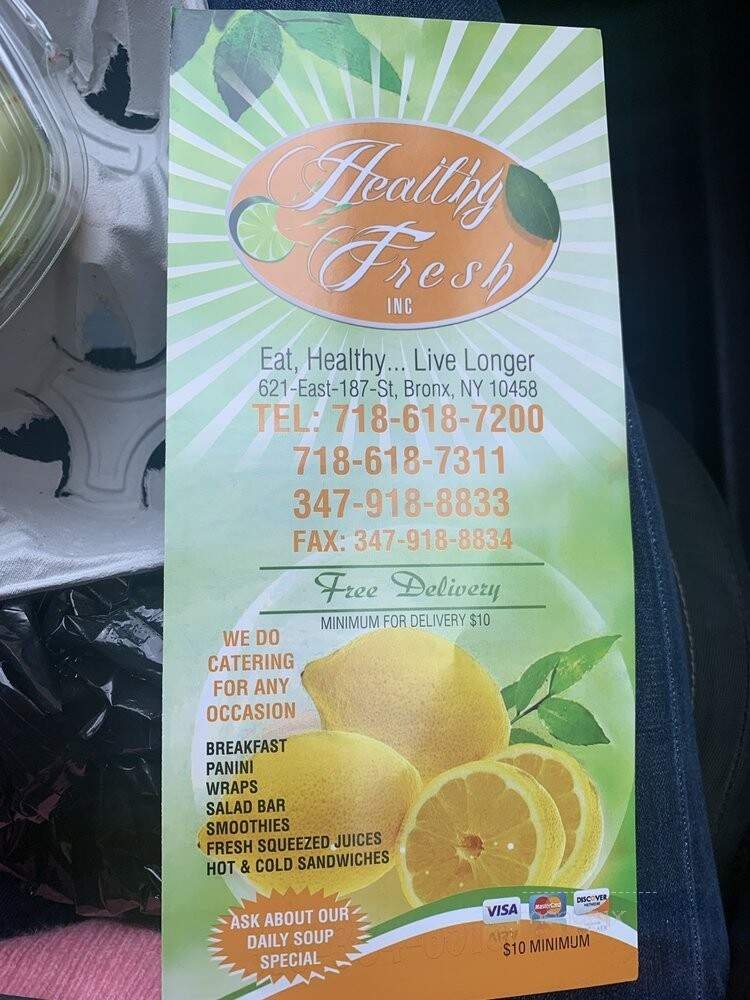 Healthy
Fresh
INC
Eat, Healthy... Live Longer
621-East-187-St, Bronx, NY 10458
TEL: 718-618-7200
718-618-7311
347-918-8833
FAX: 347-918-8834
Free Delivery
MINIMUM FOR DELIVERY $10
WE DO
CATERING
FOR ANY
OCCASION
BREAKFAST
PANINI
WRAPS
SALAD BAR
SMOOTHIES
FRESH SQUEEZED JUICES
HOT & COLD SANDWICHES
ASK ABOUT OUR
DAILY SOUP
SPECIAL
VISA MasterCard DISCOVER
$10 MINIMUM